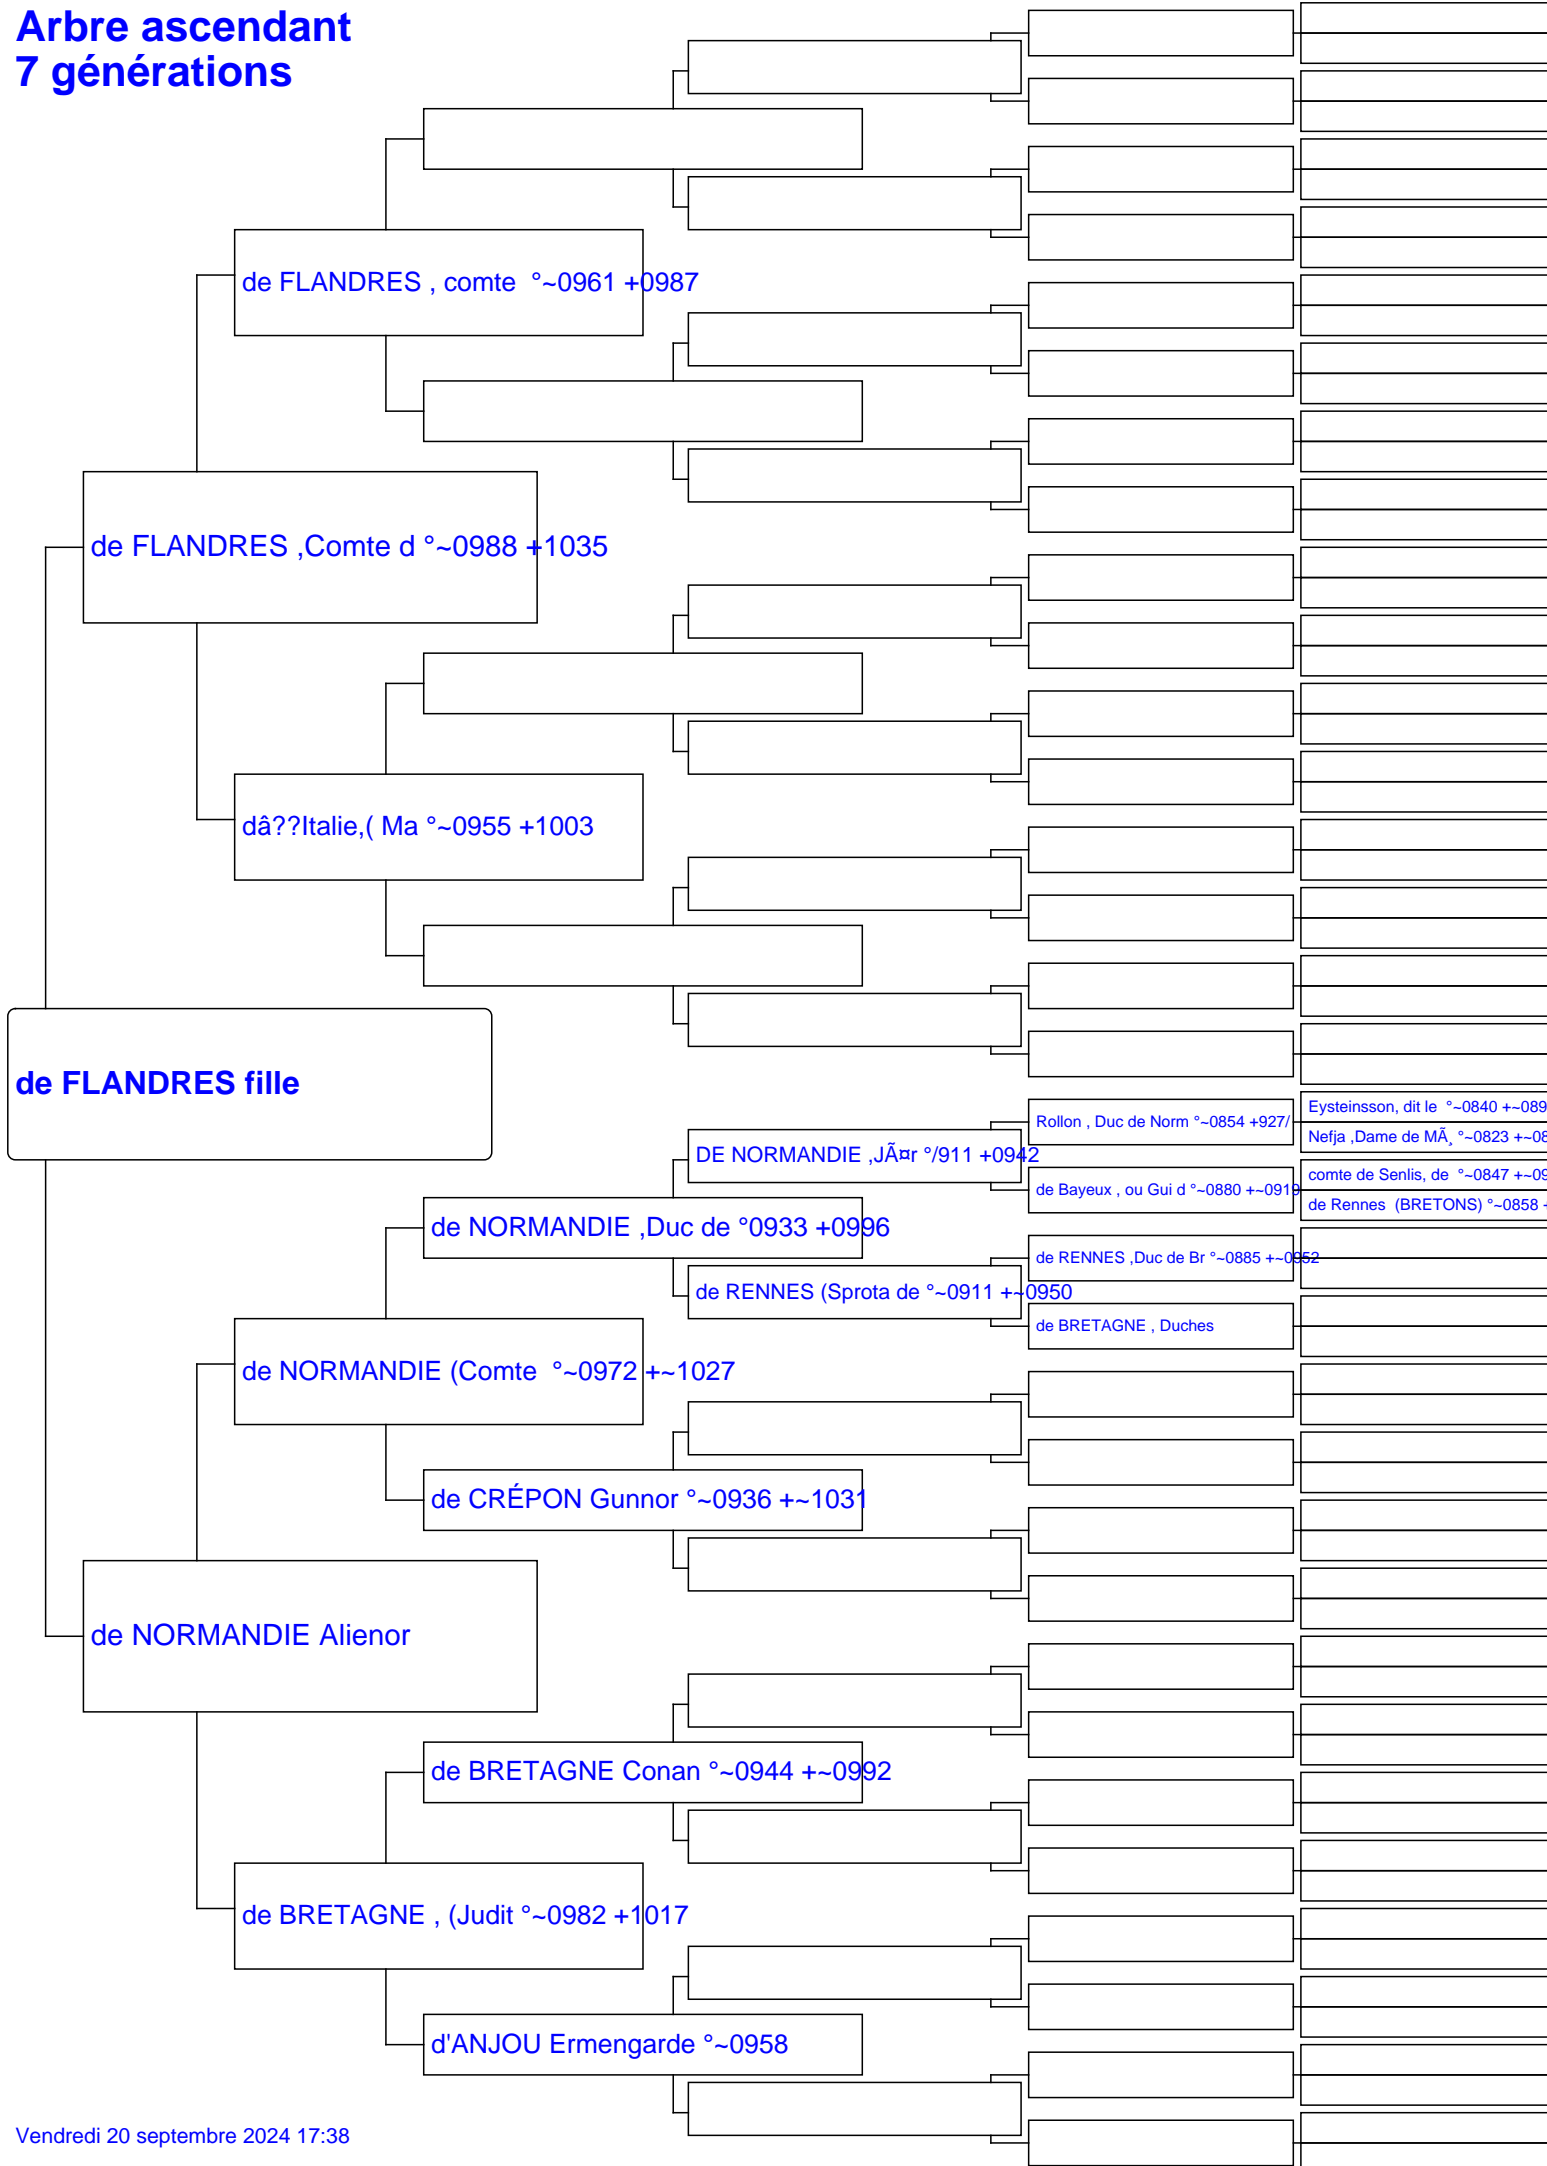 Arbre ascendant
7 générations
de FLANDRES , comte  °~0961 +0987
de FLANDRES ,Comte d °~0988 +1035
dâ??Italie,( Ma °~0955 +1003
de FLANDRES fille
Rollon , Duc de Norm °~0854 +927/
Eysteinsson, dit le  °~0840 +~089
Nefja ,Dame de MÃ¸ °~0823 +~08
DE NORMANDIE ,JÃ¤r °/911 +0942
comte de Senlis, de  °~0847 +~09
de Bayeux , ou Gui d °~0880 +~0919
de Rennes  (BRETONS) °~0858 +
de NORMANDIE ,Duc de °0933 +0996
de RENNES ,Duc de Br °~0885 +~0952
de RENNES (Sprota de °~0911 +~0950
de BRETAGNE , Duches
de NORMANDIE (Comte  °~0972 +~1027
de CRÉPON Gunnor °~0936 +~1031
de NORMANDIE Alienor
de BRETAGNE Conan °~0944 +~0992
de BRETAGNE , (Judit °~0982 +1017
d'ANJOU Ermengarde °~0958
Vendredi 20 septembre 2024 17:38